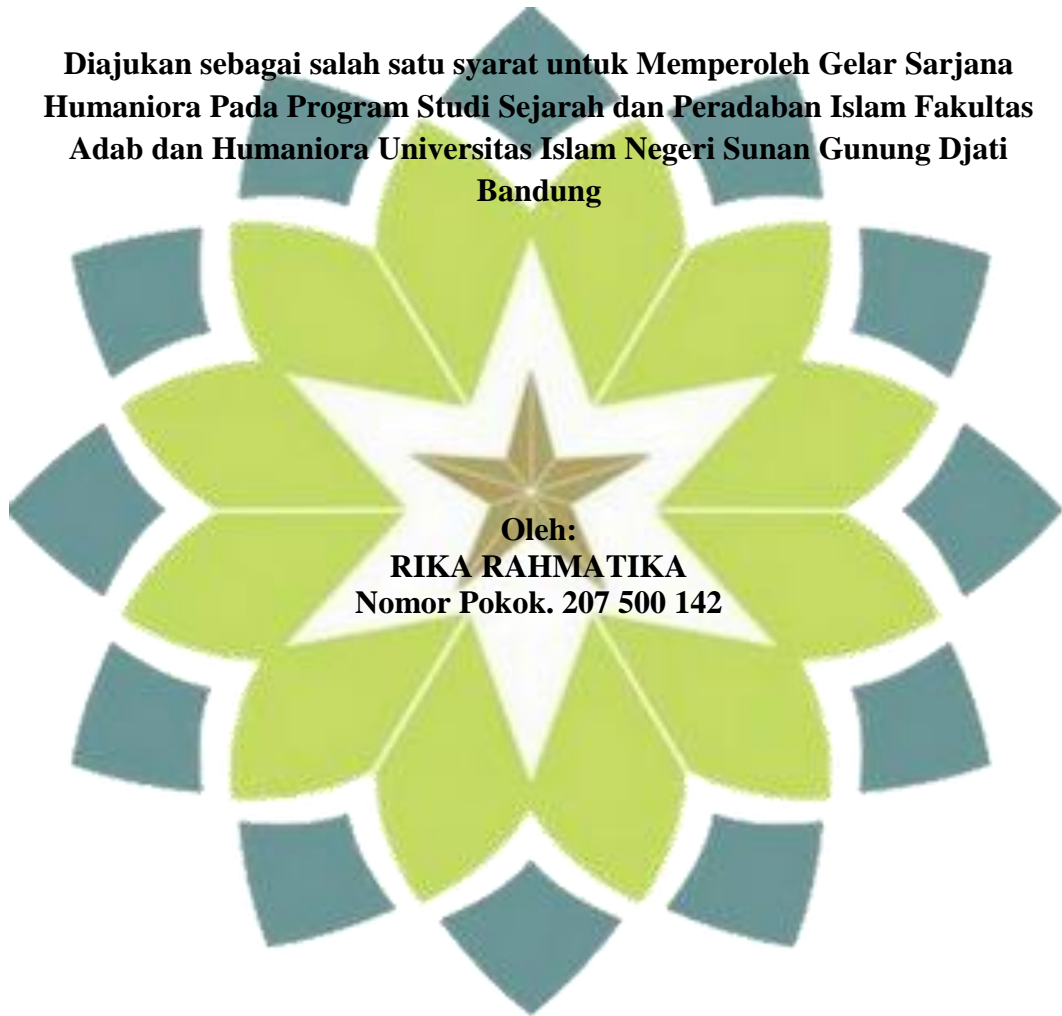 Diajukan sebagai salah satu syarat untuk Memperoleh Gelar Sarjana
Humaniora Pada Program Studi Sejarah dan Peradaban Islam Fakultas
Adab dan Humaniora Universitas Islam Negeri Sunan Gunung Djati
Bandung
Oleh:
RIKA RAHMATIKA
Nomor Pokok. 207 500 142